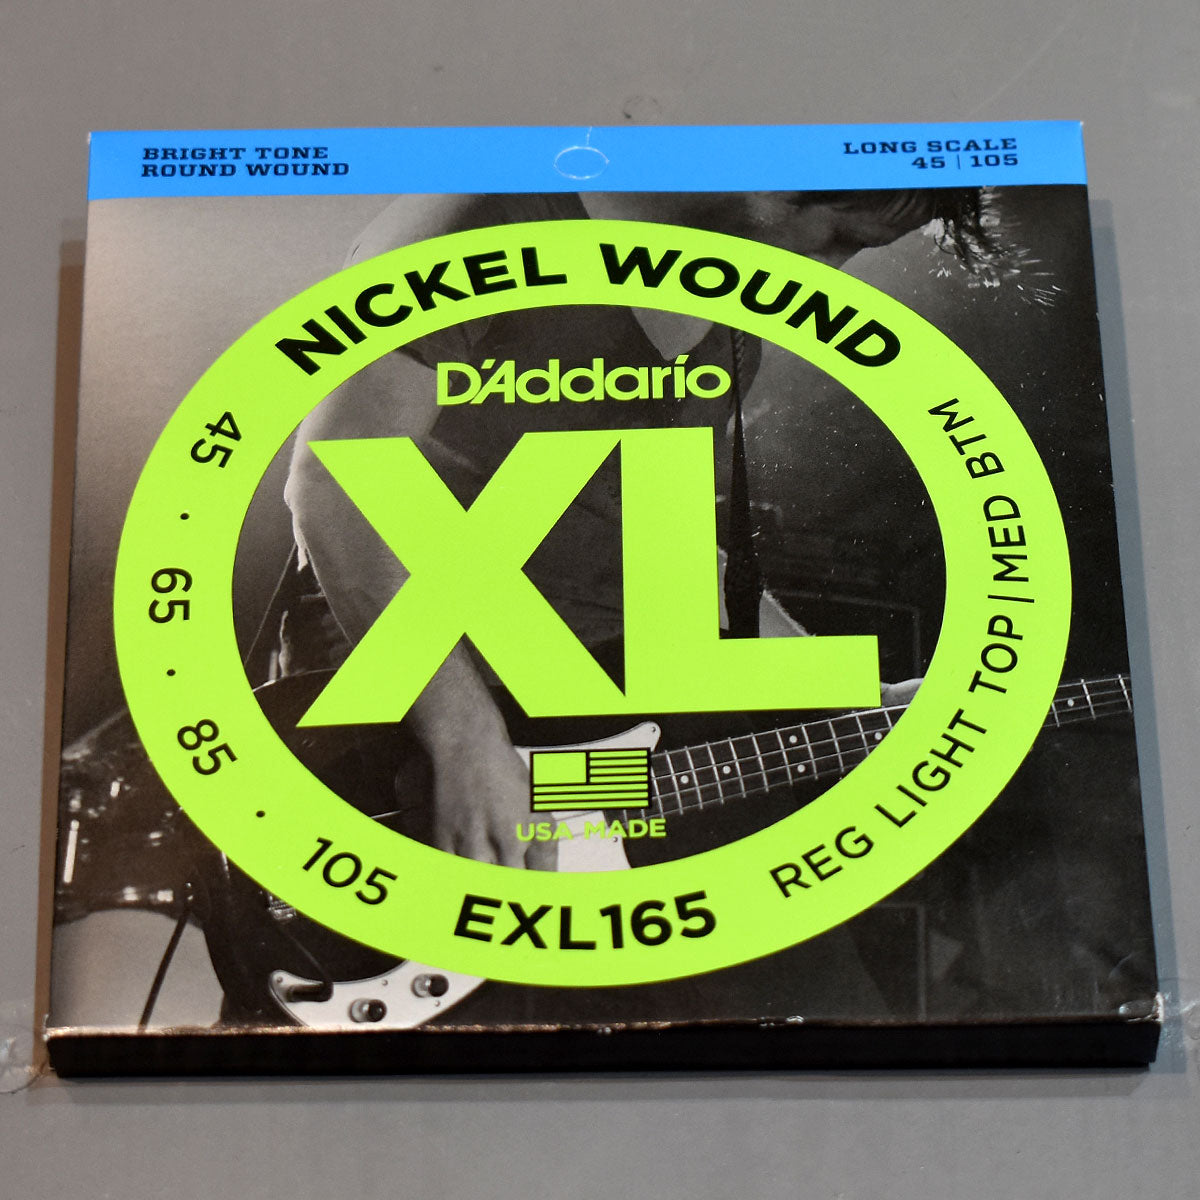 BRIGHT TONE
ROUND WOUND
LONG SCALE
45 | 105
NICKEL WOUND
D'Addario
XL
USA MADE
45 · 65 · 85 · 105
EXL165
REG LIGHT TOP | MED BTM